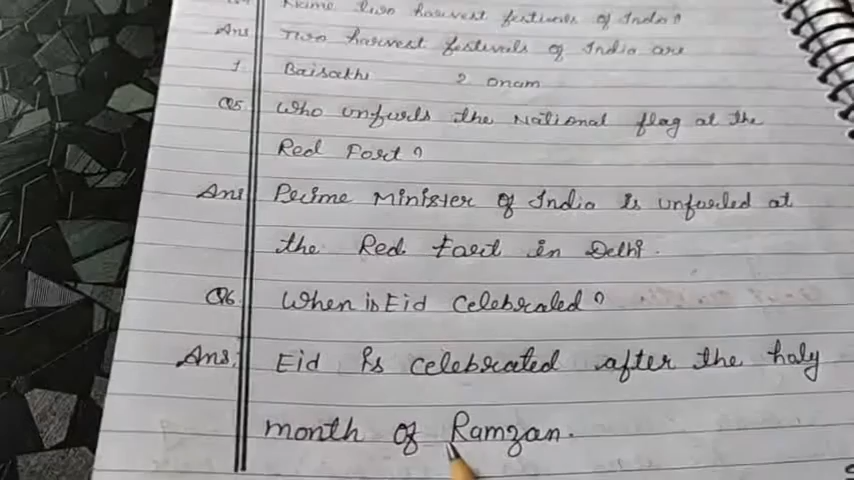 Name two harvest festivals of India?
Ans Two harvest festivals of India are
1 Baisakhi 2 Onam
Q5 Who unfurls the National flag at the
Red Fort?
Ans Prime Minister of India is unfurled at
the Red Fort in Delhi.
Q6 When is Eid celebrated?
Ans: Eid is celebrated after the holy
month of Ramzan.